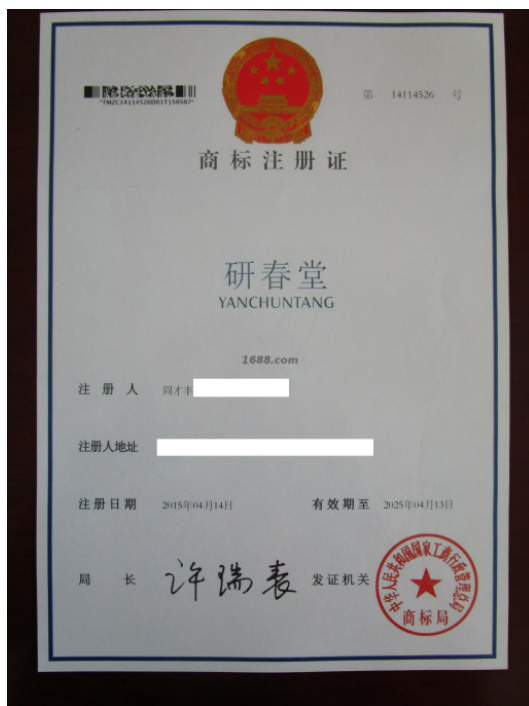 *TMZC14114526D01T150507*
第 14114526 号
商标注册证
研春堂
YANCHUNTANG
1688.com
注 册 人 周才丰
注册人地址
注册日期 2015年04月14日 有效期至 2025年04月13日
局 长 许瑞表 发证机关
中华人民共和国国家工商行政管理总局
商标局